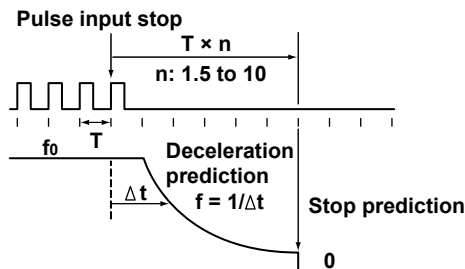 Pulse input stop
T × n
n: 1.5 to 10
T
f0
Deceleration
prediction
f = 1/Δt
Δt
Stop prediction
0